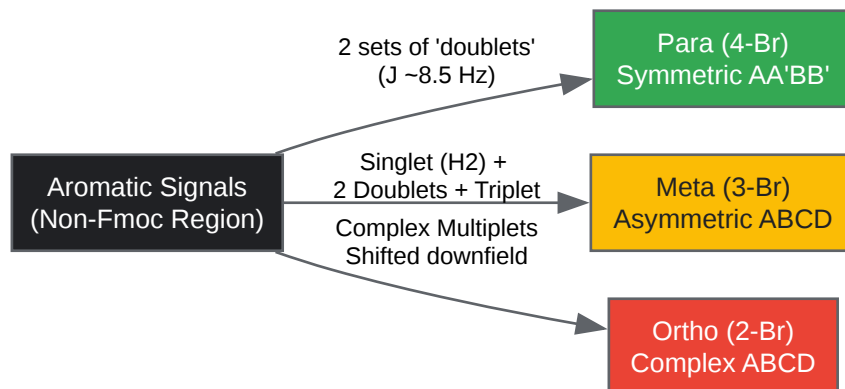 2 sets of 'doublets'
(J ~8.5 Hz)
Para (4-Br)
Symmetric AA'BB'
Aromatic Signals
(Non-Fmoc Region)
Singlet (H2) +
2 Doublets + Triplet
Meta (3-Br)
Asymmetric ABCD
Complex Multiplets
Shifted downfield
Ortho (2-Br)
Complex ABCD